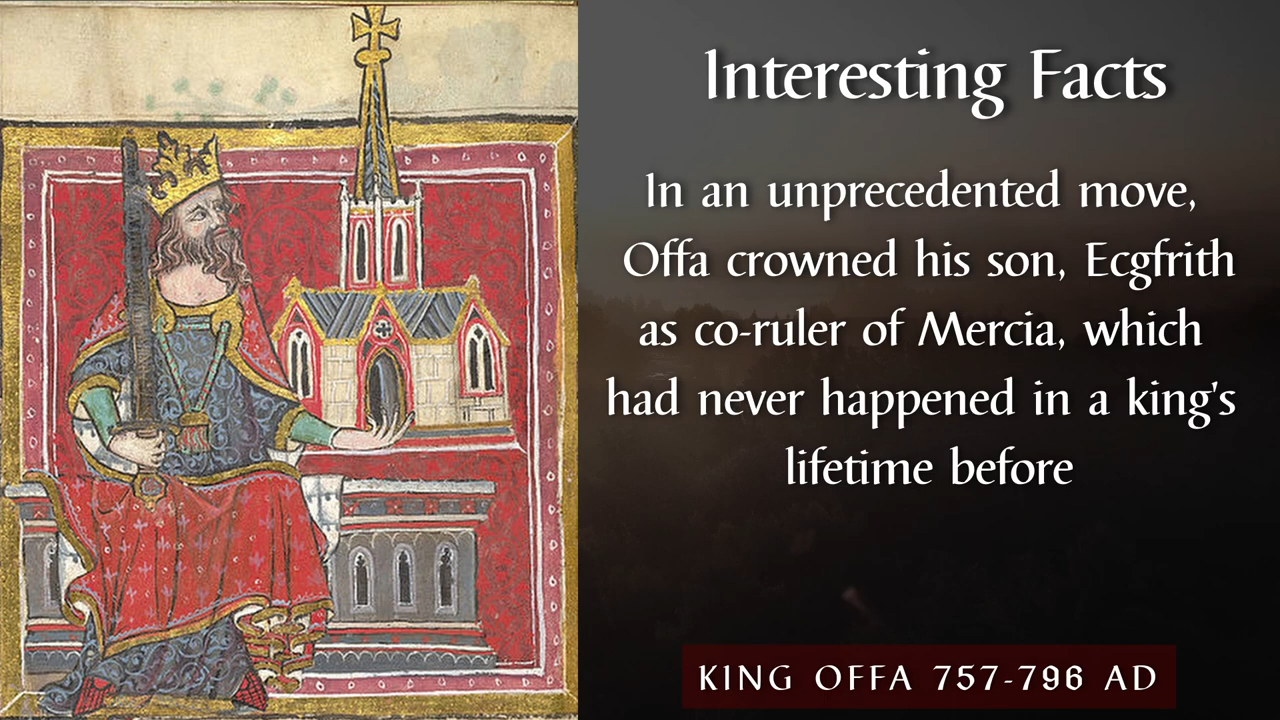 Interesting Facts
In an unprecedented move,
Offa crowned his son, Ecgfrith
as co-ruler of Mercia, which
had never happened in a king's
lifetime before
KING OFFA 757-796 AD